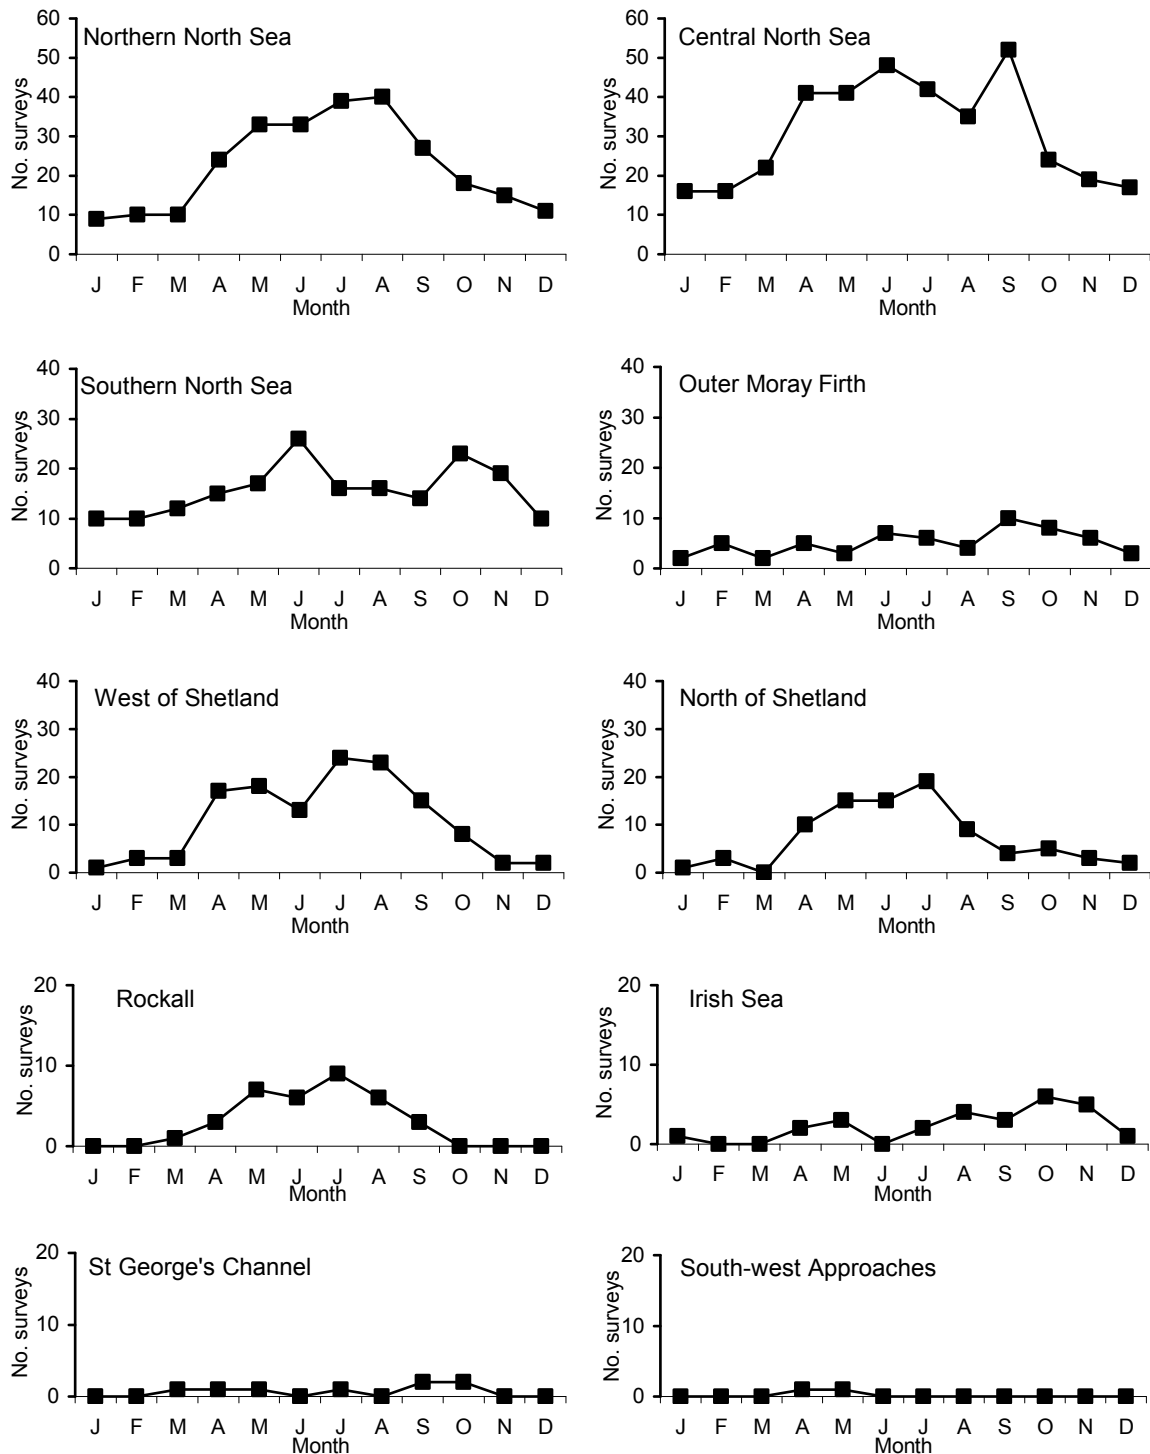 Northern North Sea
No. surveys
60
50
40
30
20
10
0
J F M A M J J A S O N D
Month
Central North Sea
No. surveys
60
50
40
30
20
10
0
J F M A M J J A S O N D
Month
Southern North Sea
No. surveys
40
30
20
10
0
J F M A M J J A S O N D
Month
Outer Moray Firth
No. surveys
40
30
20
10
0
J F M A M J J A S O N D
Month
West of Shetland
No. surveys
40
30
20
10
0
J F M A M J J A S O N D
Month
North of Shetland
No. surveys
40
30
20
10
0
J F M A M J J A S O N D
Month
Rockall
No. surveys
20
10
0
J F M A M J J A S O N D
Month
Irish Sea
No. surveys
20
10
0
J F M A M J J A S O N D
Month
St George's Channel
No. surveys
20
10
0
J F M A M J J A S O N D
Month
South-west Approaches
No. surveys
20
10
0
J F M A M J J A S O N D
Month